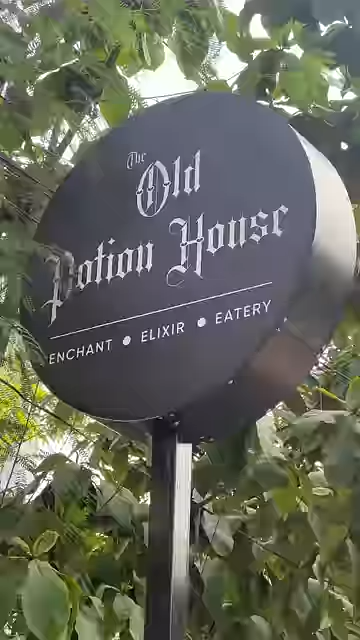 The
Old
Potion House
ENCHANT ● ELIXIR ● EATERY